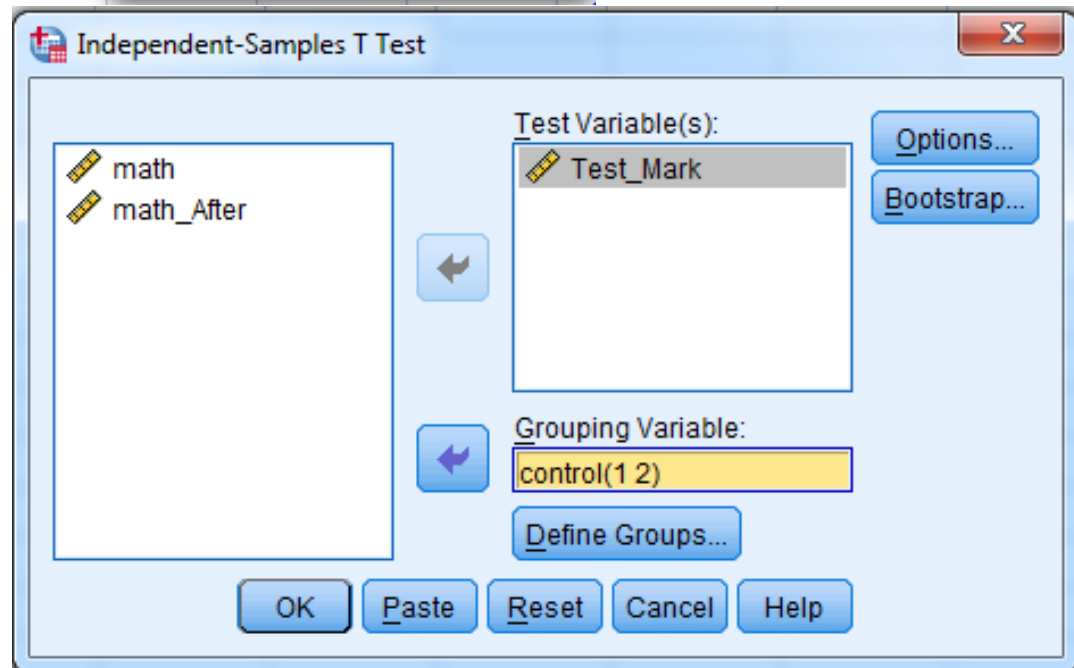 Independent-Samples T Test
math
math_After
Test Variable(s):
Test_Mark
Options...
Bootstrap...
Grouping Variable:
control(1 2)
Define Groups...
OK
Paste
Reset
Cancel
Help